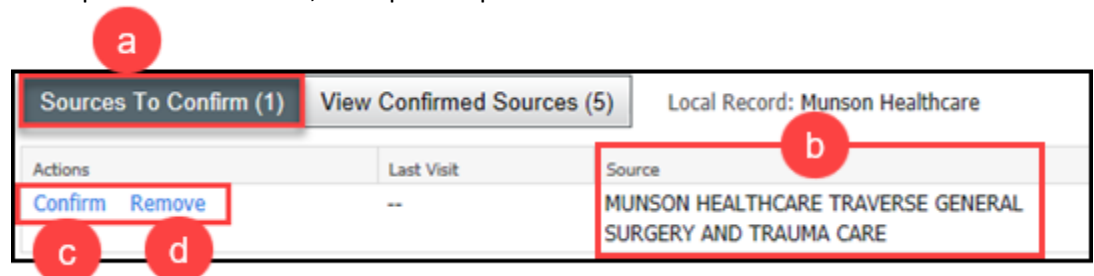 a
Sources To Confirm (1) View Confirmed Sources (5) Local Record: Munson Healthcare
b
Actions Last Visit Source
Confirm Remove -- MUNSON HEALTHCARE TRAVERSE GENERAL
SURGERY AND TRAUMA CARE
c d